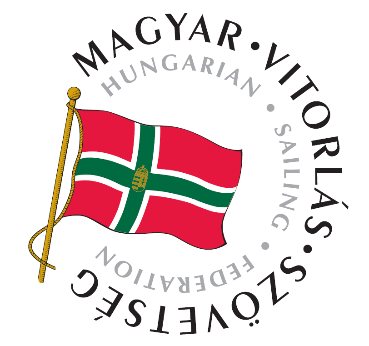 MAGYAR • VITORLÁS • SZÖVETSÉG
HUNGARIAN • SAILING • FEDERATION